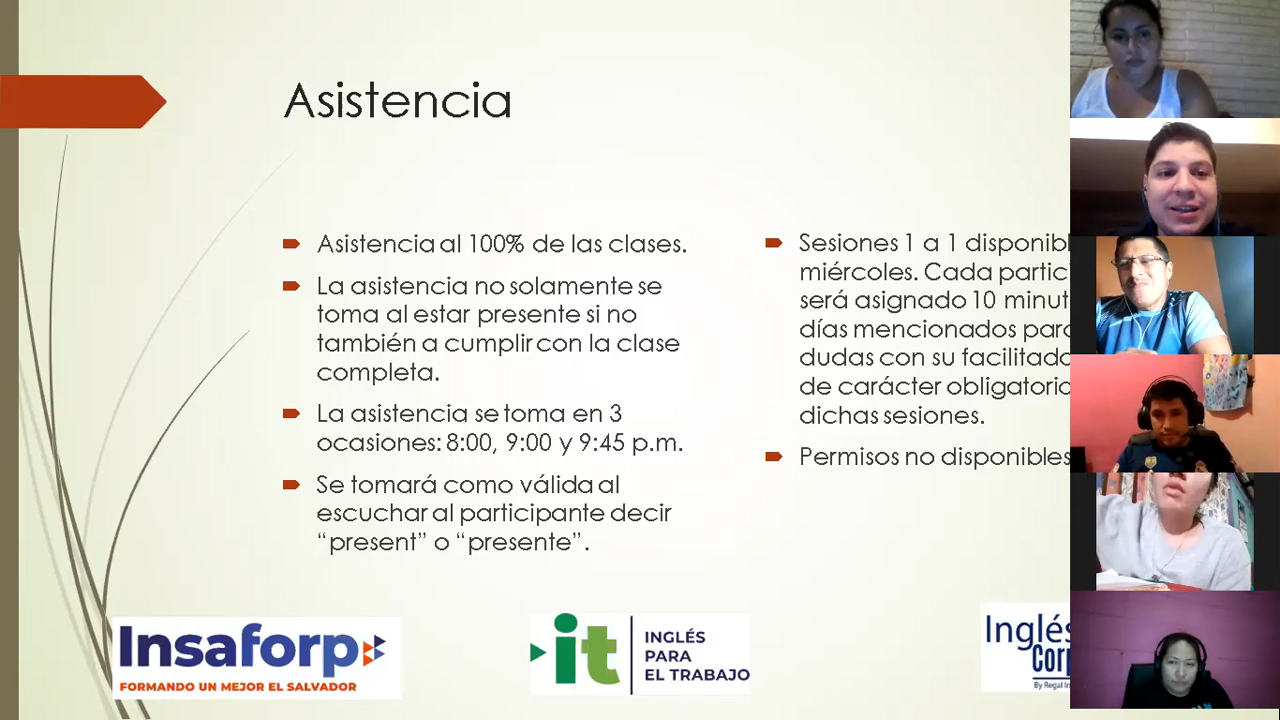 Asistencia
Asistencia al 100% de las clases.
La asistencia no solamente se
toma al estar presente si no
también a cumplir con la clase
completa.
La asistencia se toma en 3
ocasiones: 8:00, 9:00 y 9:45 p.m.
Se tomará como válida al
escuchar al participante decir
“present” o “presente”.
Sesiones 1 a 1
miércoles. Cada
será asignado 10
días mencionados
dudas con su
de carácter
dichas sesiones.
Permisos no disponibles
Insaforp
FORMANDO UN MEJOR EL SALVADOR
it
INGLÉS
PARA
EL TRABAJO
Inglés
By Regal